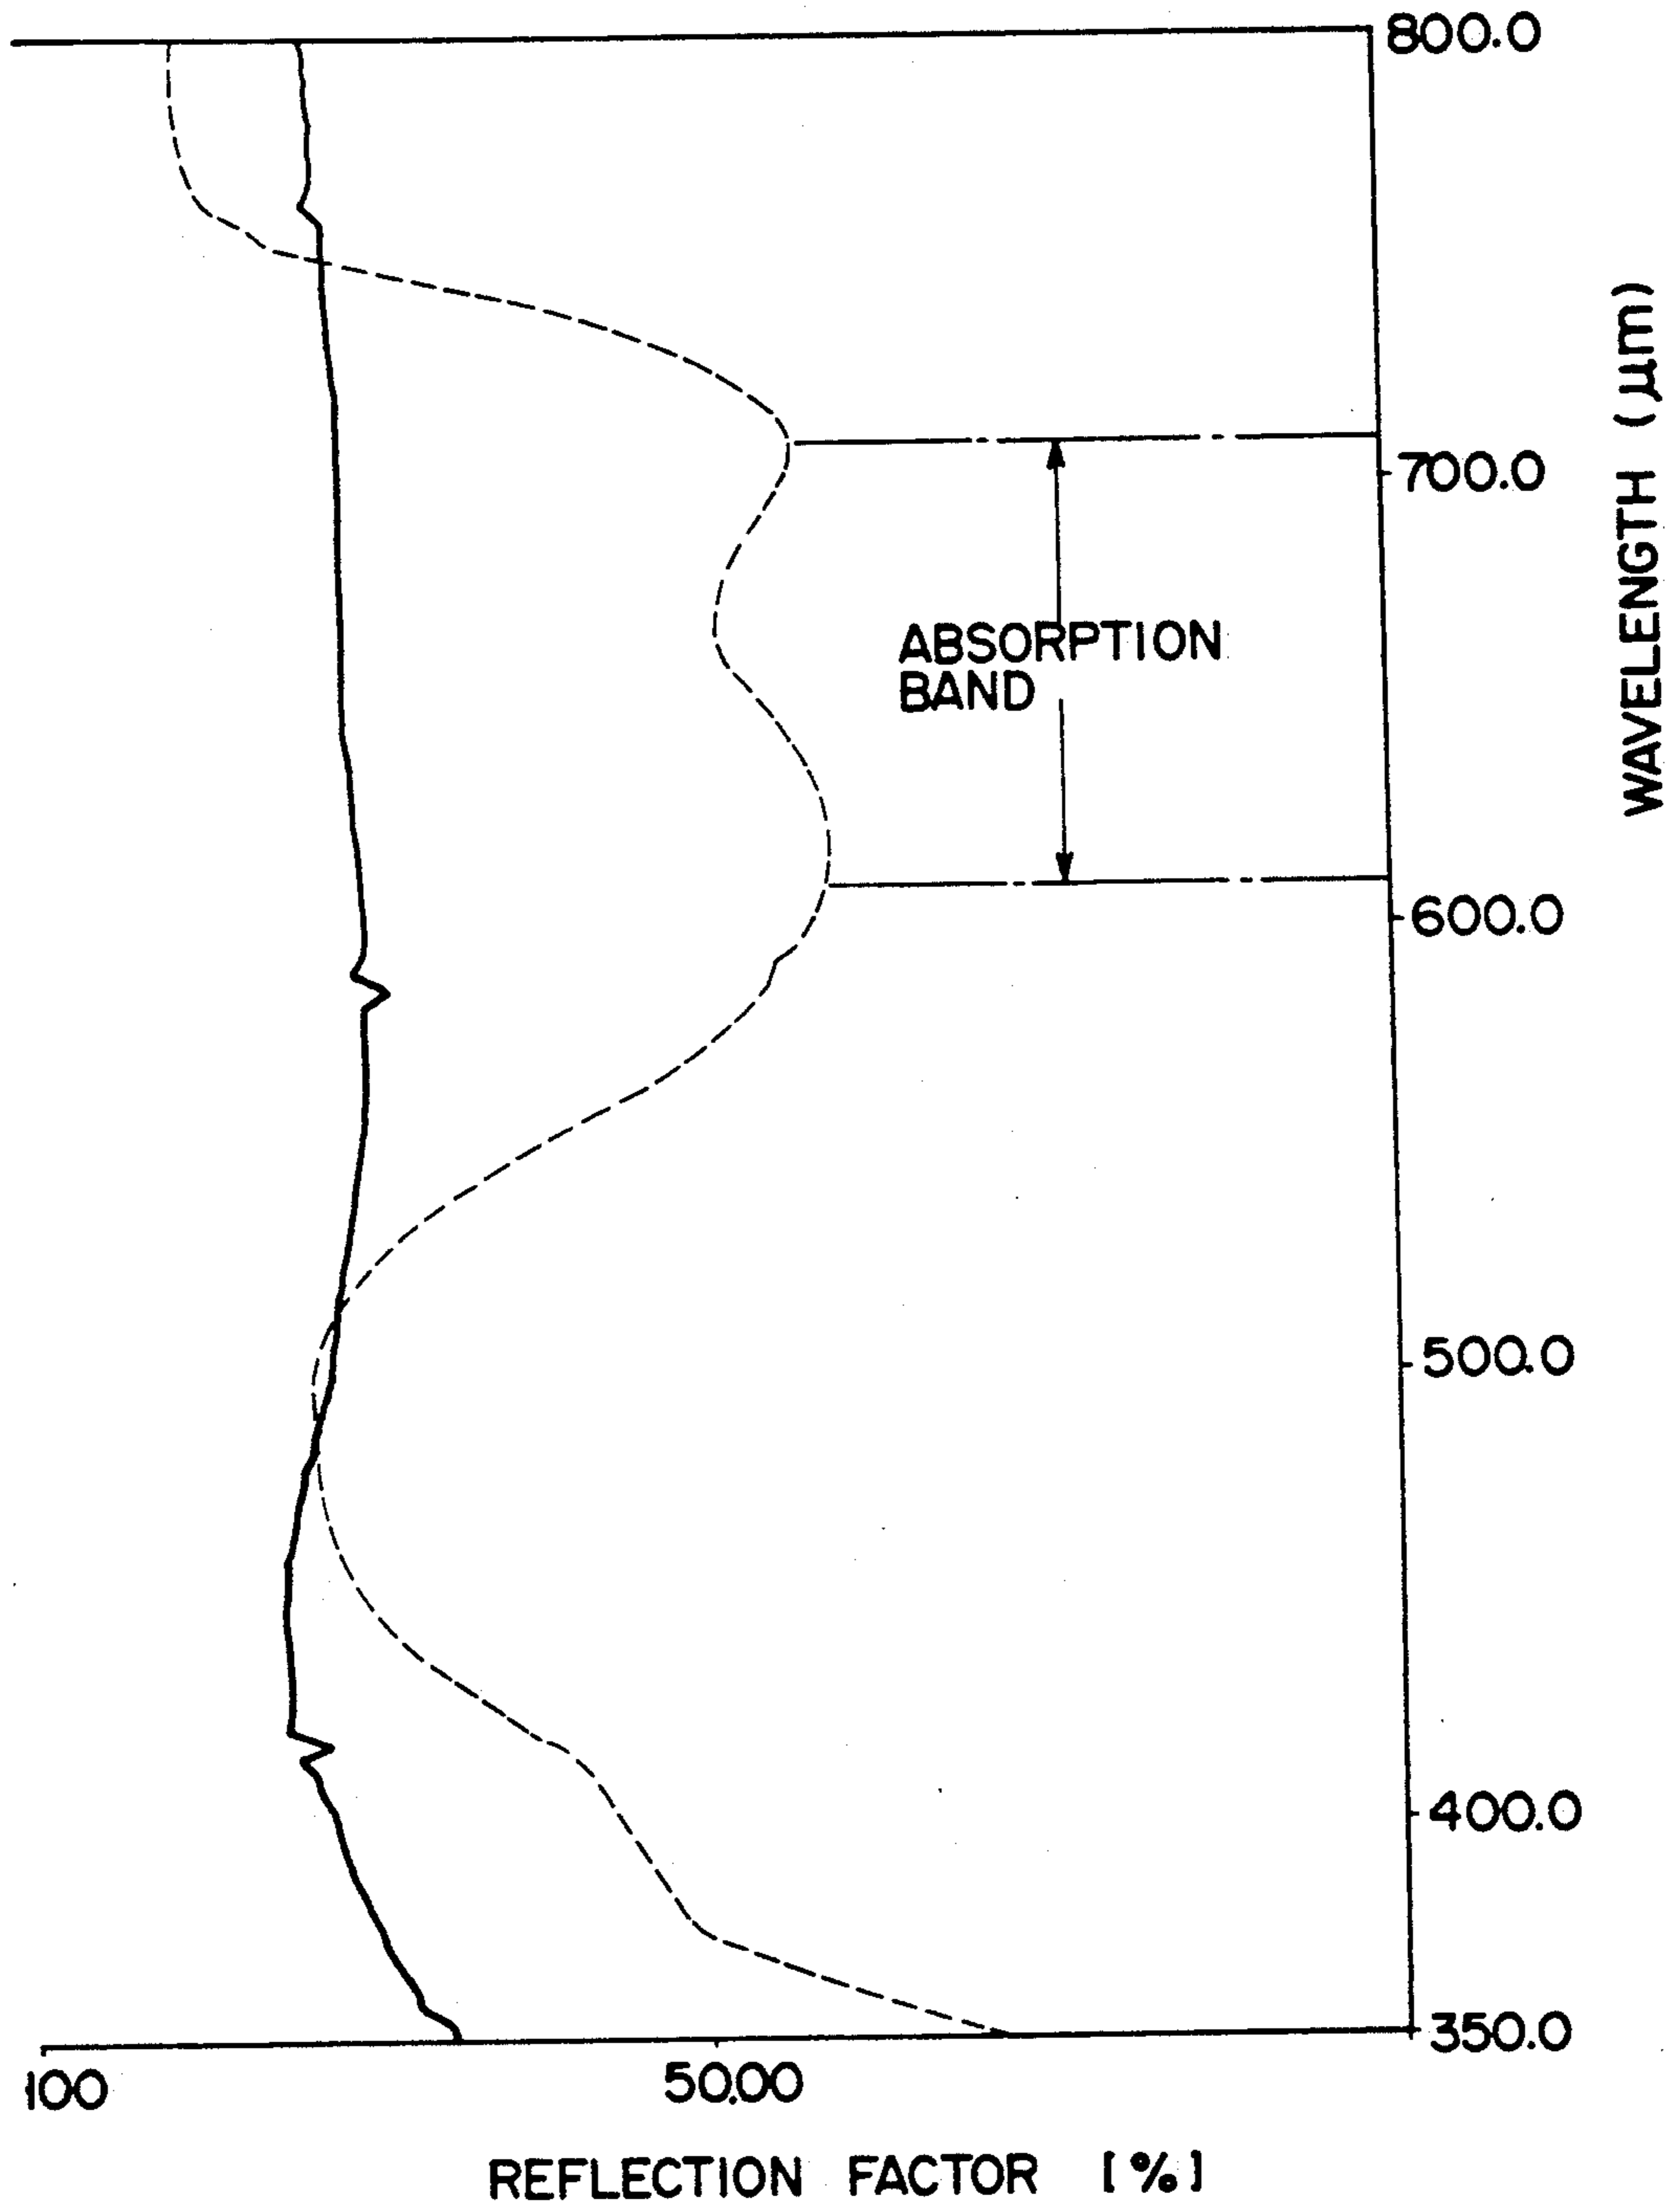 800.0
700.0
WAVELENGTH (μm)
ABSORPTION
BAND
600.0
500.0
400.0
350.0
100
50.00
REFLECTION FACTOR [%]